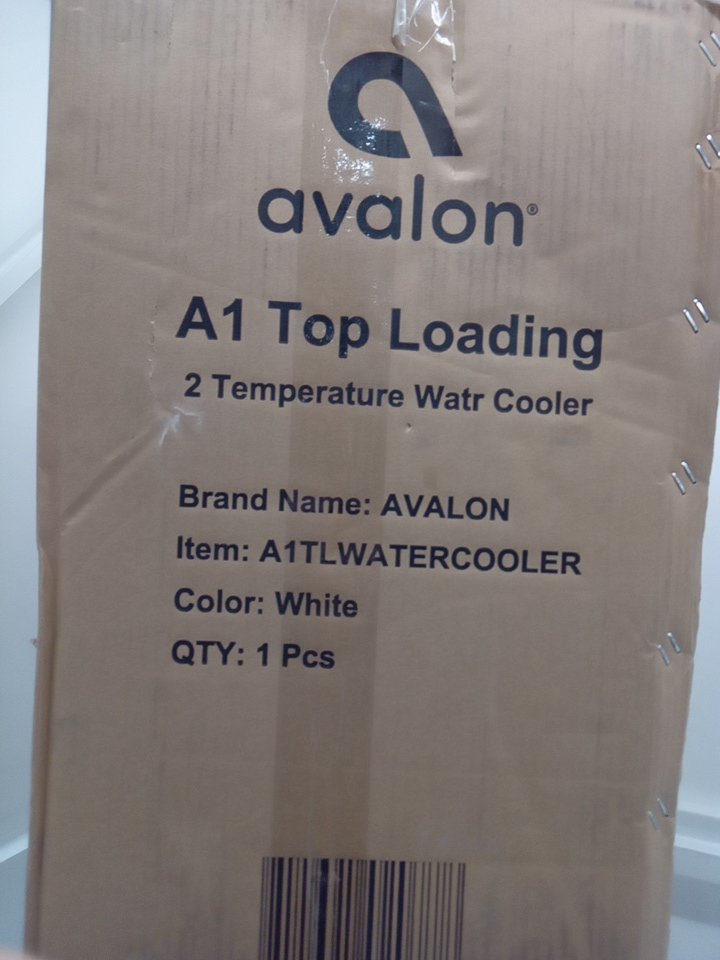 avalon®
A1 Top Loading
2 Temperature Watr Cooler
Brand Name: AVALON
Item: A1TLWATERCOOLER
Color: White
QTY: 1 Pcs